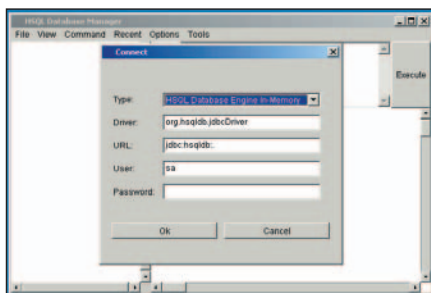 HSQL Database Manager
File View Command Recent Options Tools
Connect
Execute
Type: HSQL Database Engine In-Memory
Driver: org.hsqldb.jdbcDriver
URL: jdbc:hsqldb:.
User: sa
Password:
Ok Cancel